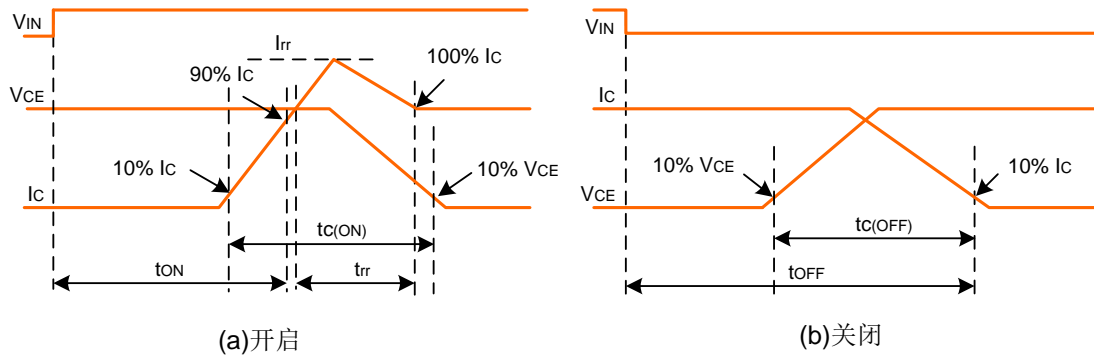 VIN
Irr
90% IC
100% IC
VCE
10% IC
10% VCE
IC
tC(ON)
tON
trr
(a)开启
VIN
IC
10% VCE
10% IC
VCE
tC(OFF)
tOFF
(b)关闭